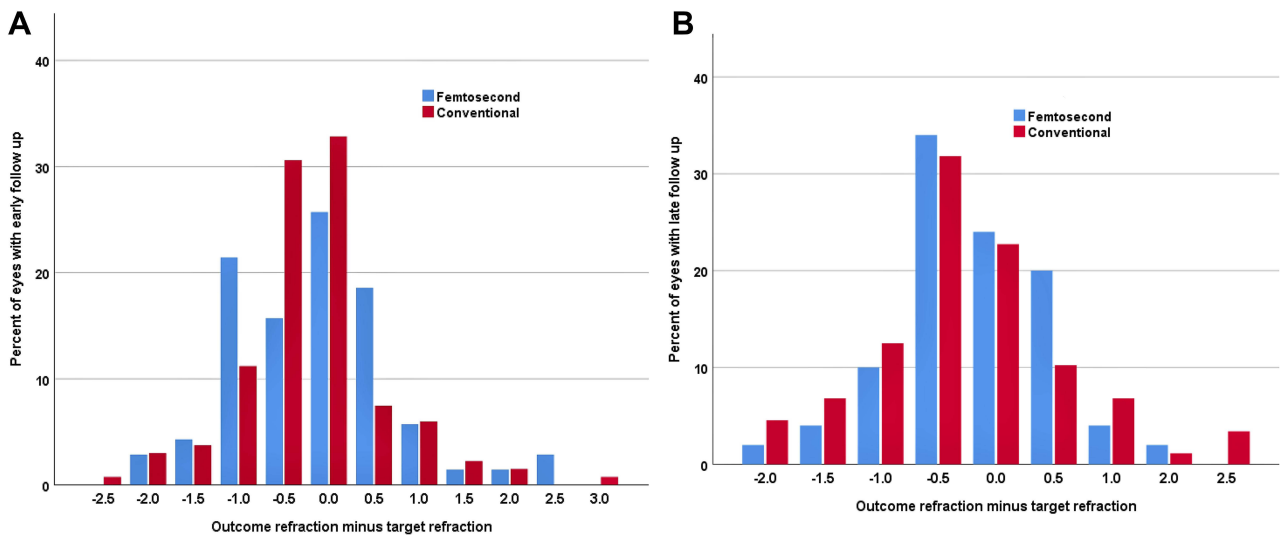 A
Percent of eyes with early follow up
40
30
20
10
0
Femtosecond
Conventional
-2.5 -2.0 -1.5 -1.0 -0.5 0.0 0.5 1.0 1.5 2.0 2.5 3.0
Outcome refraction minus target refraction
B
Percent of eyes with late follow up
40
30
20
10
0
Femtosecond
Conventional
-2.0 -1.5 -1.0 -0.5 0.0 0.5 1.0 2.0 2.5
Outcome refraction minus target refraction